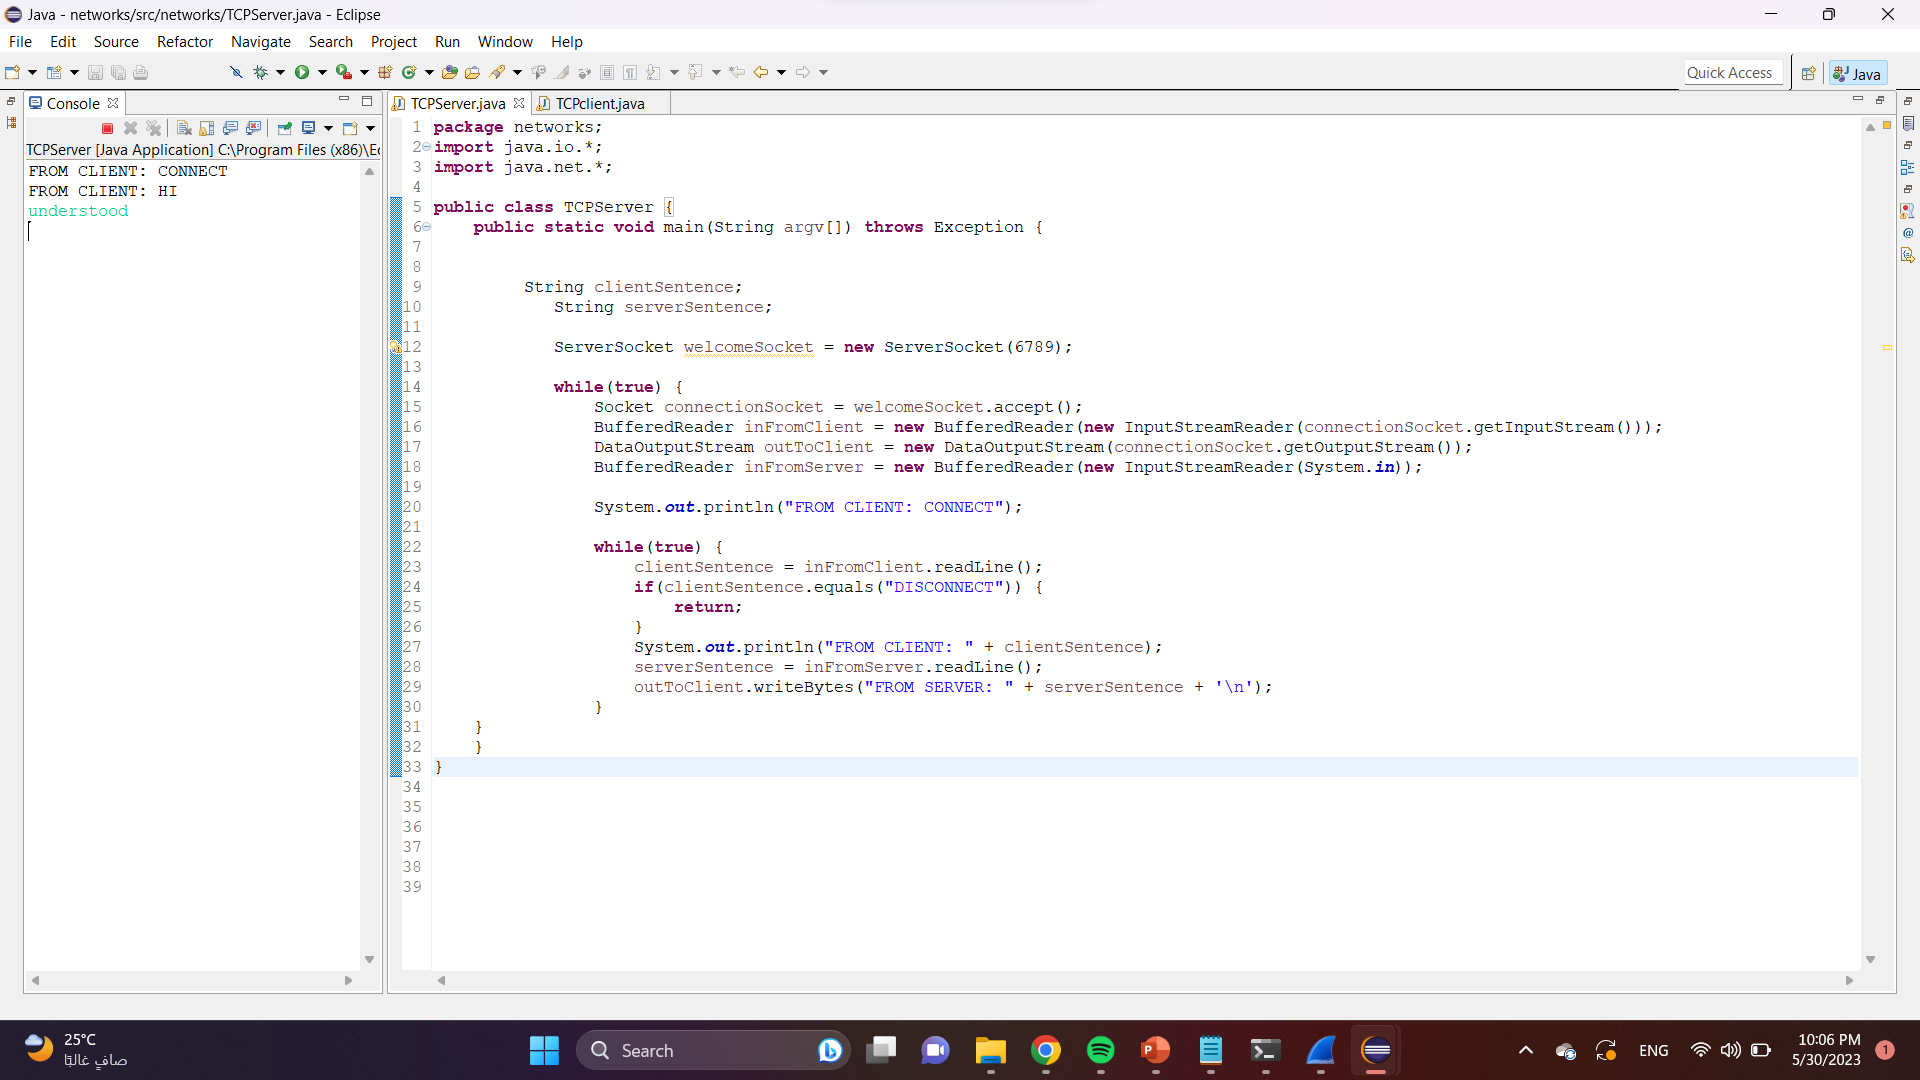 Java - networks/src/networks/TCPServer.java - Eclipse
File Edit Source Refactor Navigate Search Project Run Window Help
Quick Access
Java
Console
TCPServer [Java Application] C:\Program Files (x86)\Ec
FROM CLIENT: CONNECT
FROM CLIENT: HI
understood
TCPServer.java TCPclient.java
1 package networks;
2 import java.io.*;
3 import java.net.*;
4
5 public class TCPServer {
6 public static void main(String argv[]) throws Exception {
7
8
9 String clientSentence;
10 String serverSentence;
11
12 ServerSocket welcomeSocket = new ServerSocket(6789);
13
14 while(true) {
15 Socket connectionSocket = welcomeSocket.accept();
16 BufferedReader inFromClient = new BufferedReader(new InputStreamReader(connectionSocket.getInputStream()));
17 DataOutputStream outToClient = new DataOutputStream(connectionSocket.getOutputStream());
18 BufferedReader inFromServer = new BufferedReader(new InputStreamReader(System.in));
19
20 System.out.println("FROM CLIENT: CONNECT");
21
22 while(true) {
23 clientSentence = inFromClient.readLine();
24 if(clientSentence.equals("DISCONNECT")) {
25 return;
26 }
27 System.out.println("FROM CLIENT: " + clientSentence);
28 serverSentence = inFromServer.readLine();
29 outToClient.writeBytes("FROM SERVER: " + serverSentence + '\n');
30 }
31 }
32 }
33 }
34
35
36
37
38
39
25°C
صافٍ غالبًا
Search
ENG
10:06 PM
5/30/2023
1